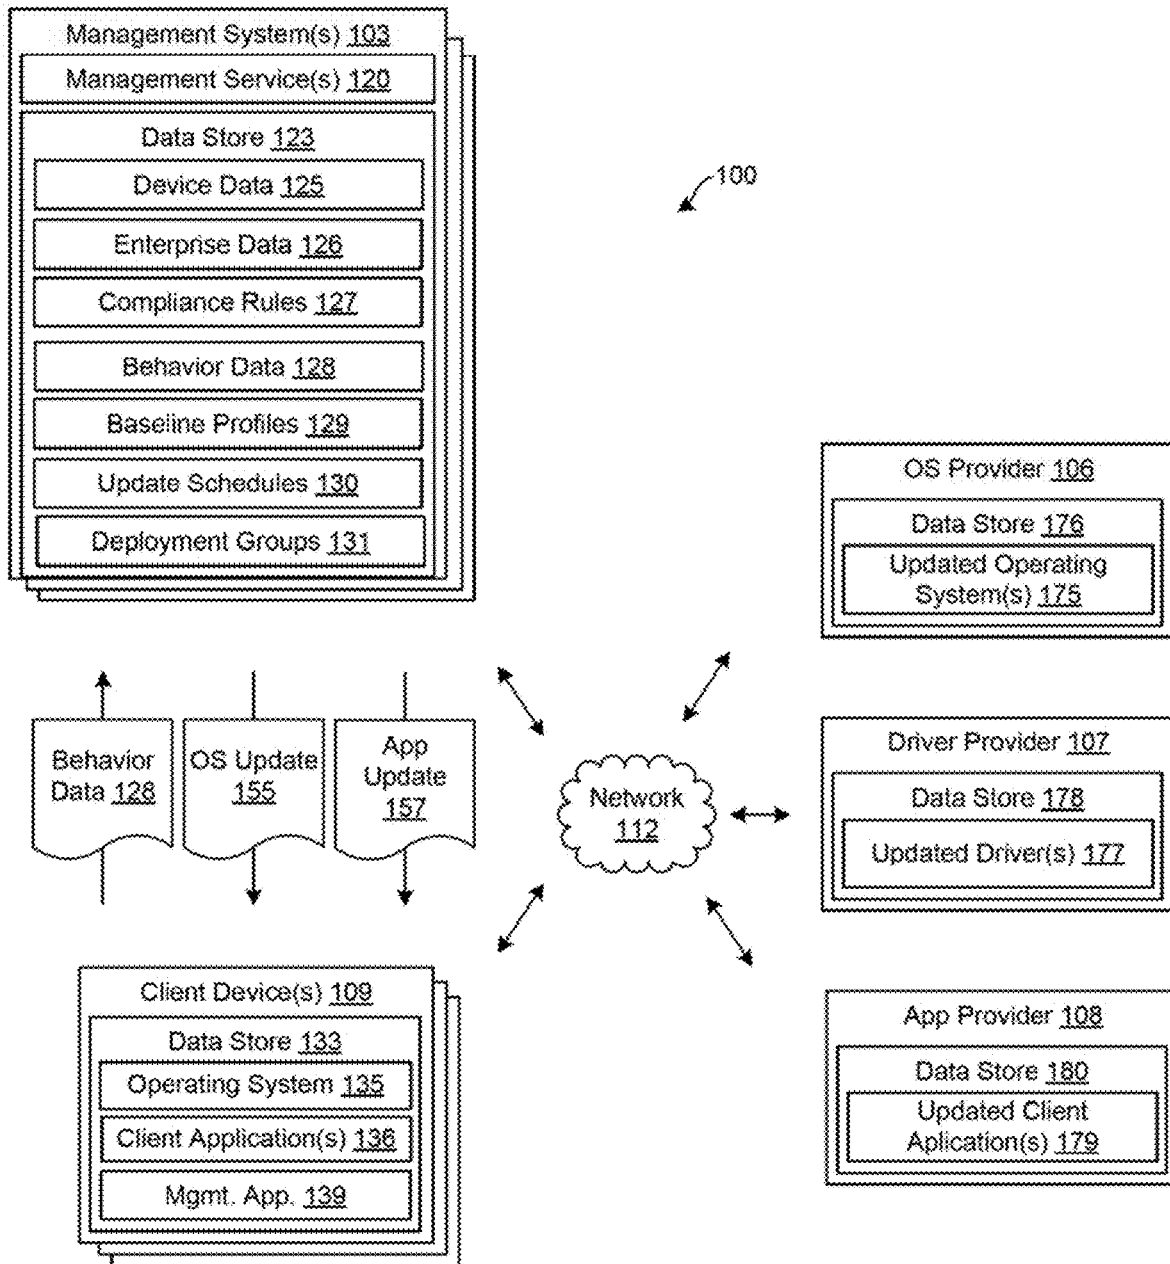 Management System(s) 103
Management Service(s) 120
Data Store 123
Device Data 125
Enterprise Data 126
Compliance Rules 127
Behavior Data 128
Baseline Profiles 129
Update Schedules 130
Deployment Groups 131
100
OS Provider 106
Data Store 176
Updated Operating
System(s) 175
Behavior
Data 128
OS Update
155
App
Update
157
Network
112
Driver Provider 107
Data Store 178
Updated Driver(s) 177
Client Device(s) 109
Data Store 133
Operating System 135
Client Application(s) 136
Mgmt. App. 139
App Provider 108
Data Store 180
Updated Client
Aplication(s) 179